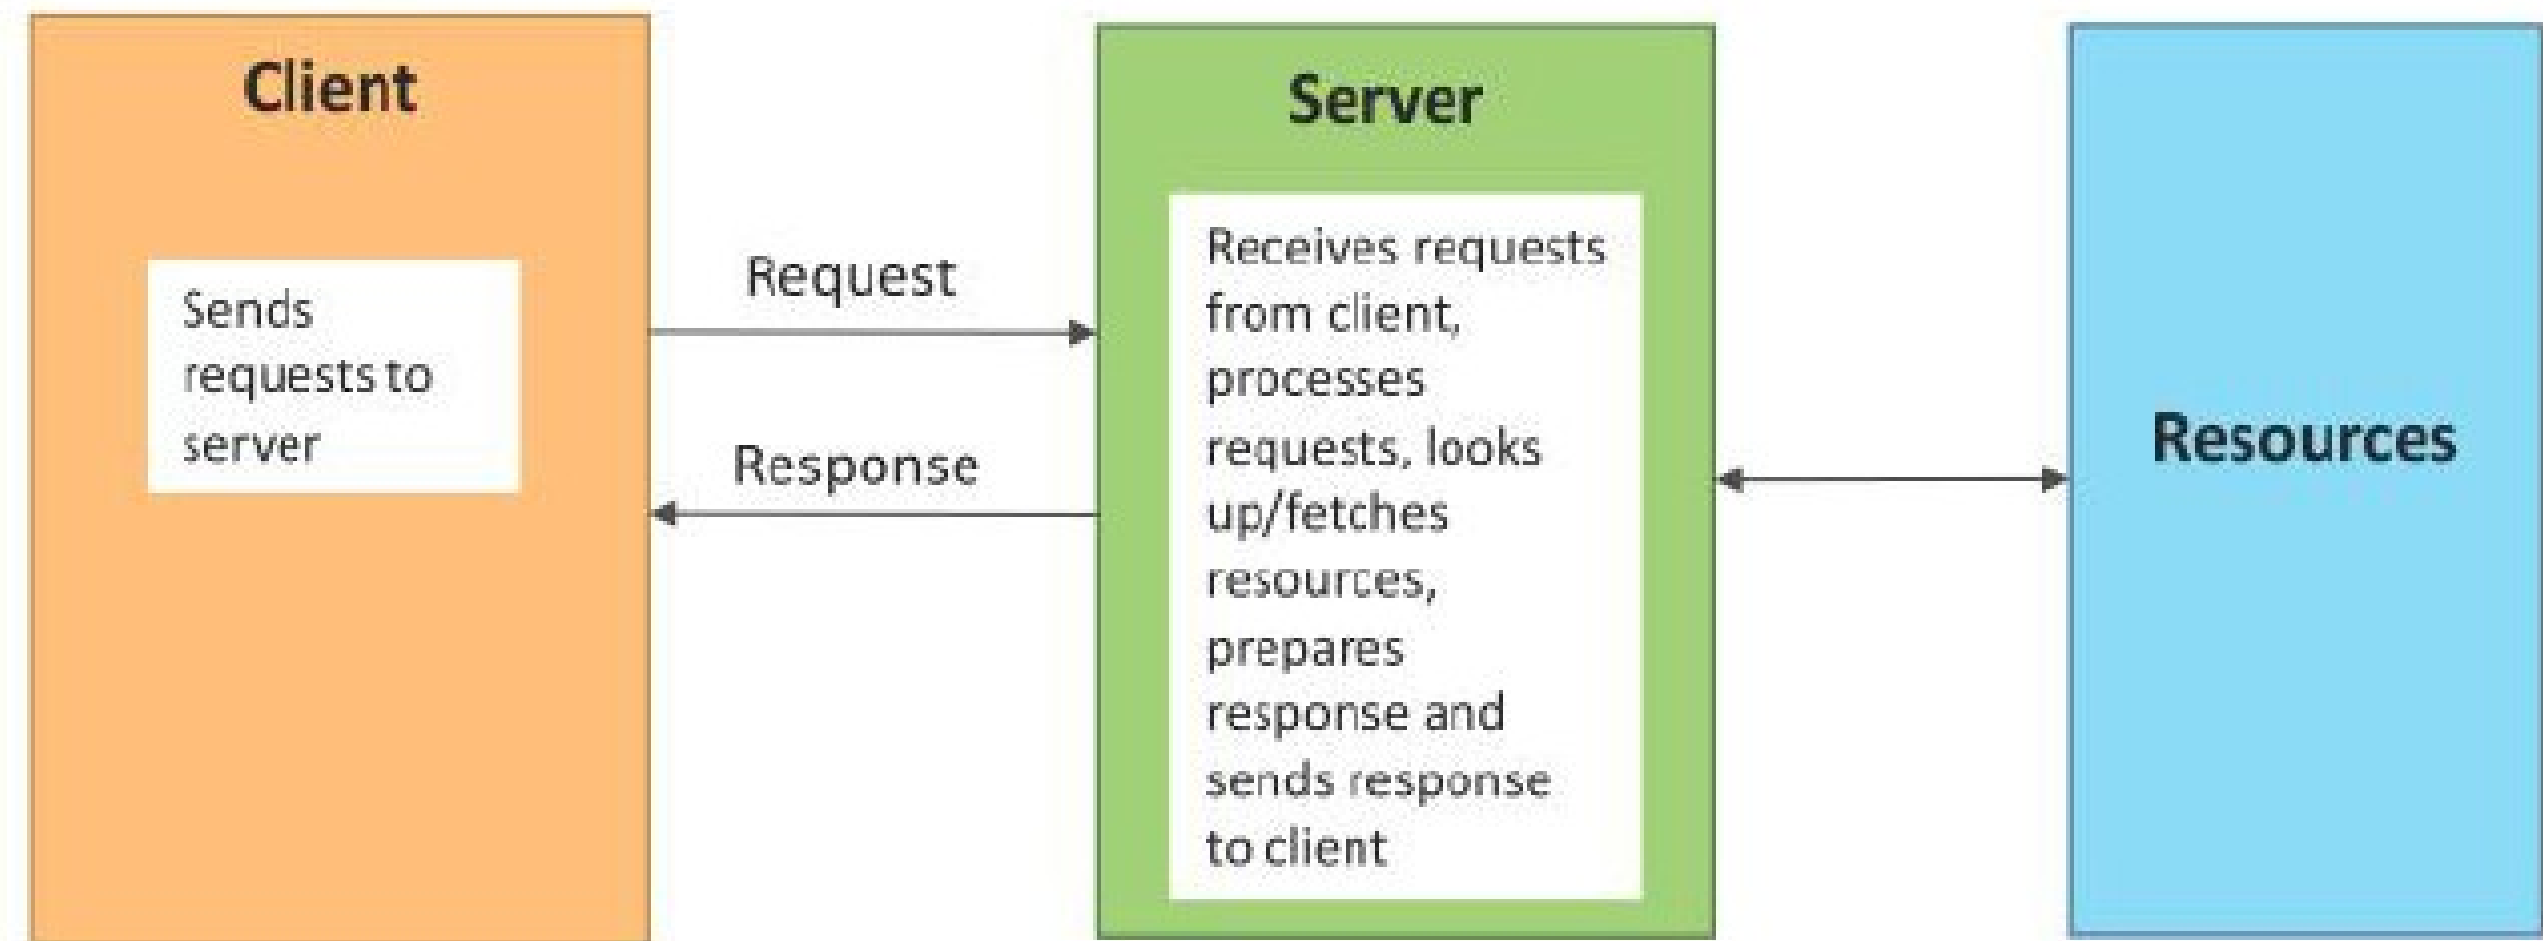 Client
Sends
requests to
server
Request
Response
Server
Receives requests
from client,
processes
requests, looks
up/fetches
resources,
prepares
response and
sends response
to client
Resources